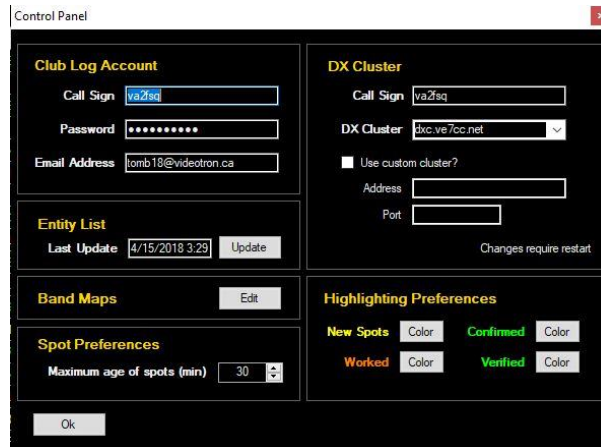 Control Panel
Club Log Account
Call Sign va2fsq
Password ●●●●●●●●●●
Email Address tomb18@videotron.ca
Entity List
Last Update 4/15/2018 3:29 Update
Band Maps Edit
Spot Preferences
Maximum age of spots (min) 30
Ok
DX Cluster
Call Sign va2fsq
DX Cluster dxc.ve7cc.net
Use custom cluster?
Address
Port
Changes require restart
Highlighting Preferences
New Spots Color Confirmed Color
Worked Color Verified Color